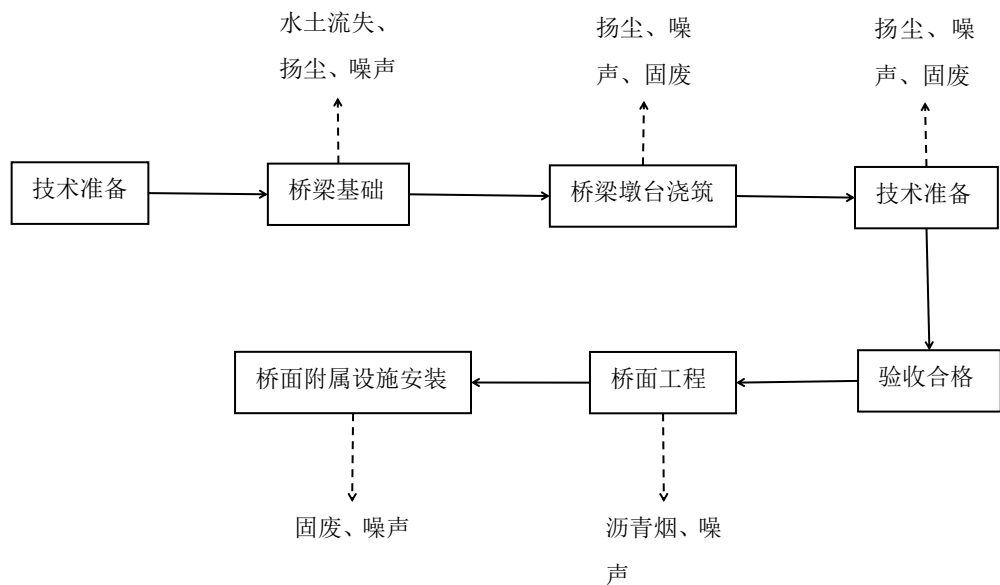 水土流失、
扬尘、噪声
扬尘、噪
声、固废
扬尘、噪
声、固废
技术准备
桥梁基础
桥梁墩台浇筑
技术准备
桥面附属设施安装
桥面工程
验收合格
固废、噪声
沥青烟、噪
声